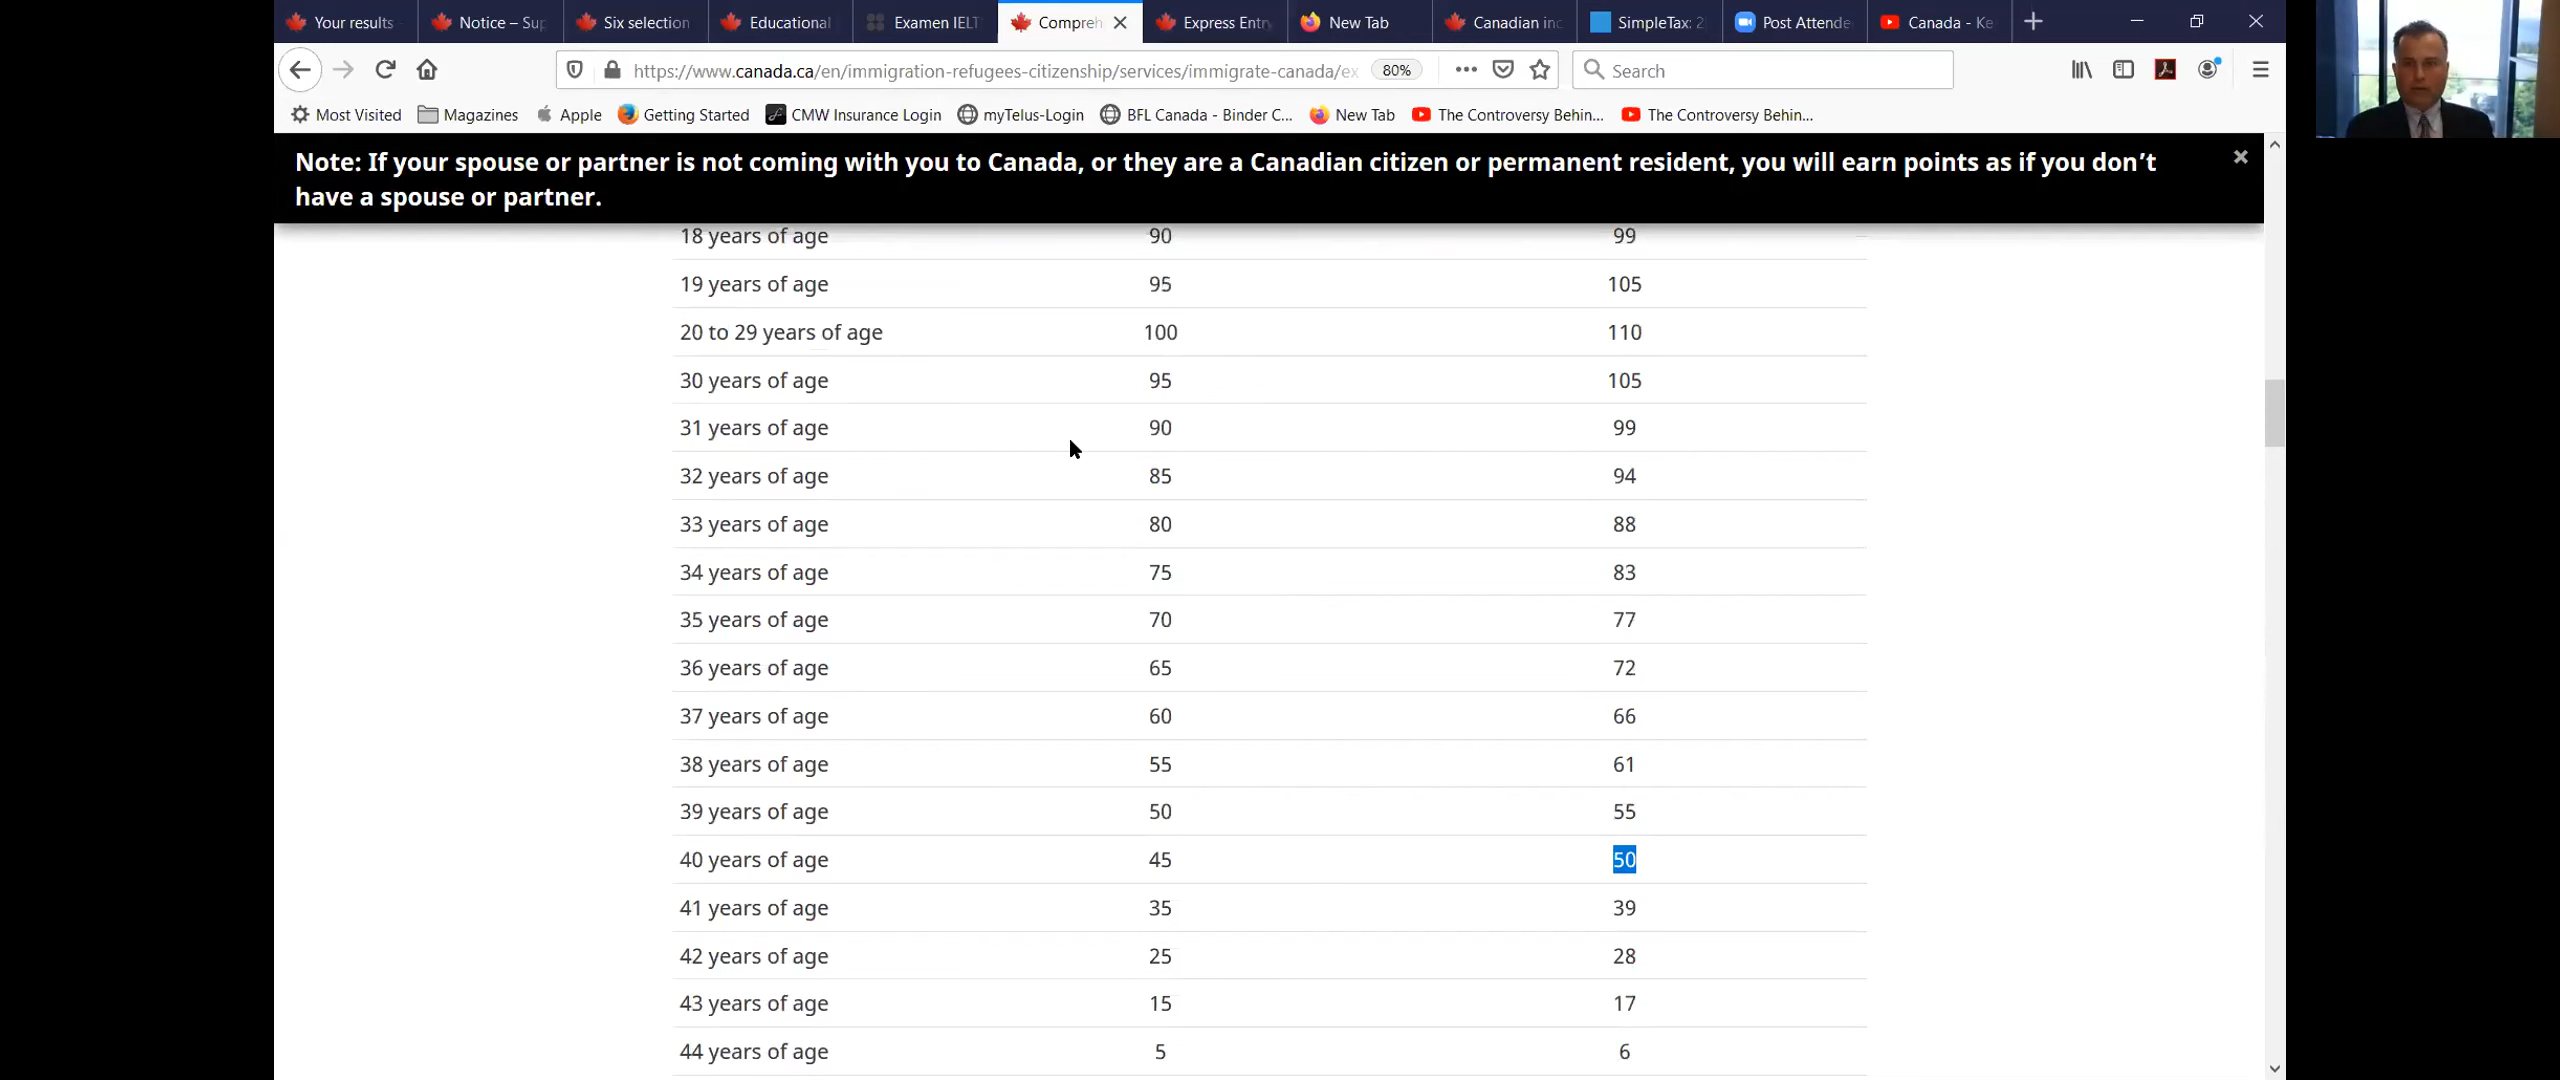 Your results
Notice – Sup
Six selection
Educational
Examen IELT
Compreh
Express Entry
New Tab
Canadian inc
SimpleTax: 2
Post Attende
Canada - Ke
https://www.canada.ca/en/immigration-refugees-citizenship/services/immigrate-canada/ex
80%
Search
Most Visited
Magazines
Apple
Getting Started
CMW Insurance Login
myTelus-Login
BFL Canada - Binder C...
New Tab
The Controversy Behin...
The Controversy Behin...
Note: If your spouse or partner is not coming with you to Canada, or they are a Canadian citizen or permanent resident, you will earn points as if you don’t
have a spouse or partner.
18 years of age 90 99
19 years of age 95 105
20 to 29 years of age 100 110
30 years of age 95 105
31 years of age 90 99
32 years of age 85 94
33 years of age 80 88
34 years of age 75 83
35 years of age 70 77
36 years of age 65 72
37 years of age 60 66
38 years of age 55 61
39 years of age 50 55
40 years of age 45 50
41 years of age 35 39
42 years of age 25 28
43 years of age 15 17
44 years of age 5 6